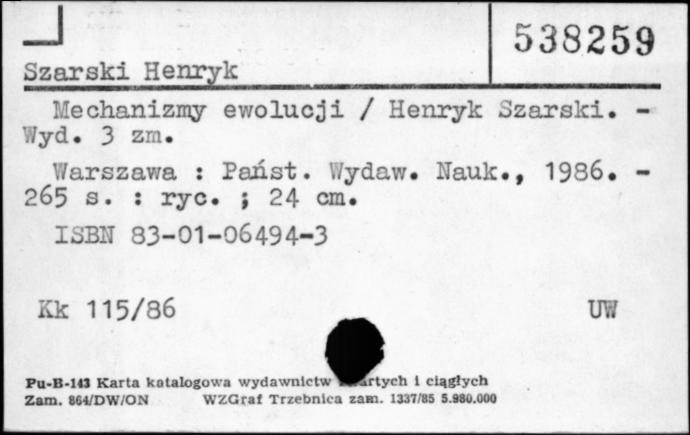 538259
Szarski Henryk
Mechanizmy ewolucji / Henryk Szarski. -
Wyd. 3 zm.
Warszawa : Państ. Wydaw. Nauk., 1986. -
265 s. : ryc. ; 24 cm.
ISBN 83-01-06494-3
Kk 115/86 UW
Pu-B-143 Karta katalogowa wydawnictw i ciągłych
Zam. 864/DW/ON WZGraf Trzebnica zam. 1337/85 5.980.000